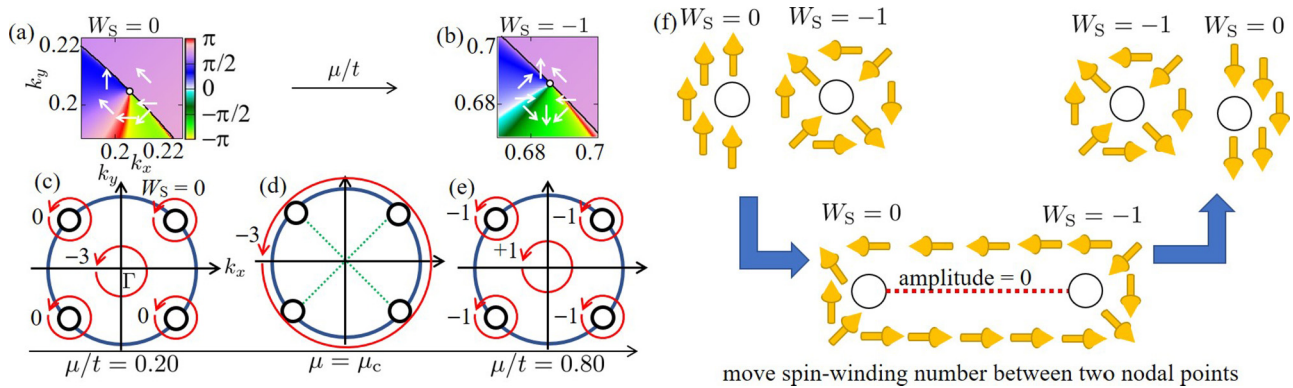 (a)
W_S = 0
0.22
0.2
k_y
0.2 0.22
k_x
π
π/2
0
−π/2
−π
μ/t
(b)
W_S = −1
0.7
0.68
0.68 0.7
(c)
k_y
W_S = 0
0
−3
Γ
0
0
k_x
μ/t = 0.20
(d)
−3
μ = μ_c
(e)
−1
−1
+1
−1
−1
μ/t = 0.80
(f)
W_S = 0
W_S = −1
W_S = −1
W_S = 0
W_S = 0
W_S = −1
amplitude = 0
move spin-winding number between two nodal points